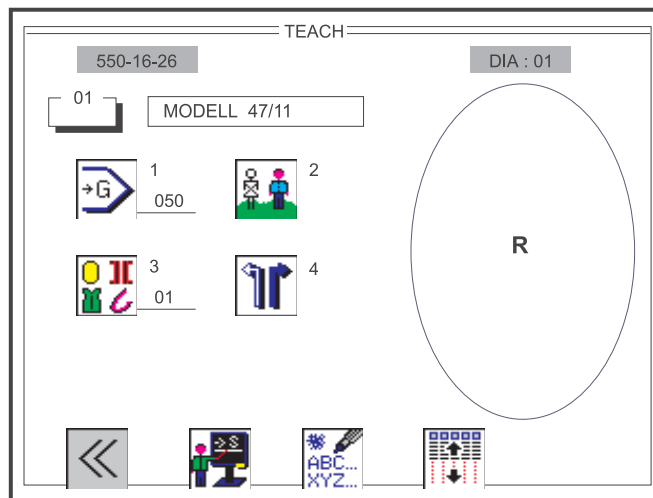 TEACH
550-16-26
DIA : 01
01
MODELL 47/11
1
→G
050
2
3
01
4
R
→S
ABC...
XYZ...